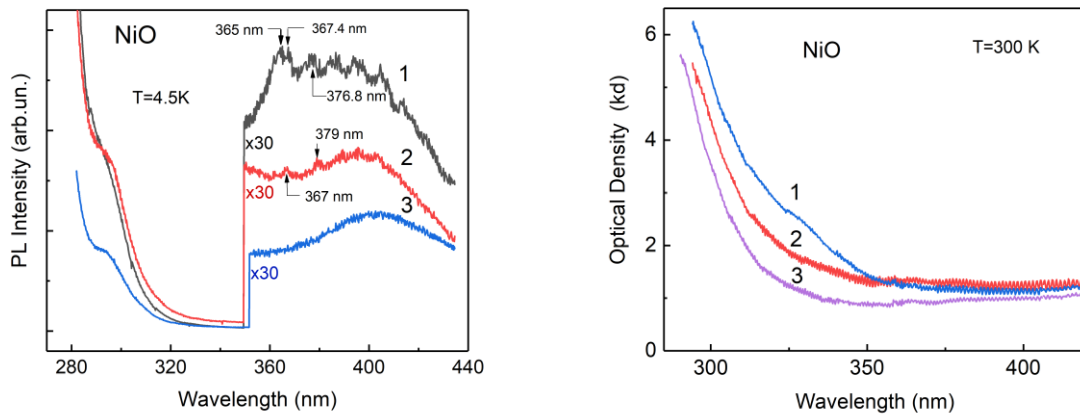 NiO
T=4.5K
365 nm
367.4 nm
1
376.8 nm
x30
379 nm
2
x30
367 nm
3
x30
PL Intensity (arb.un.)
280 320 360 400 440
Wavelength (nm)
NiO
T=300 K
6
4
2
0
1
2
3
Optical Density (kd)
300 350 400
Wavelength (nm)